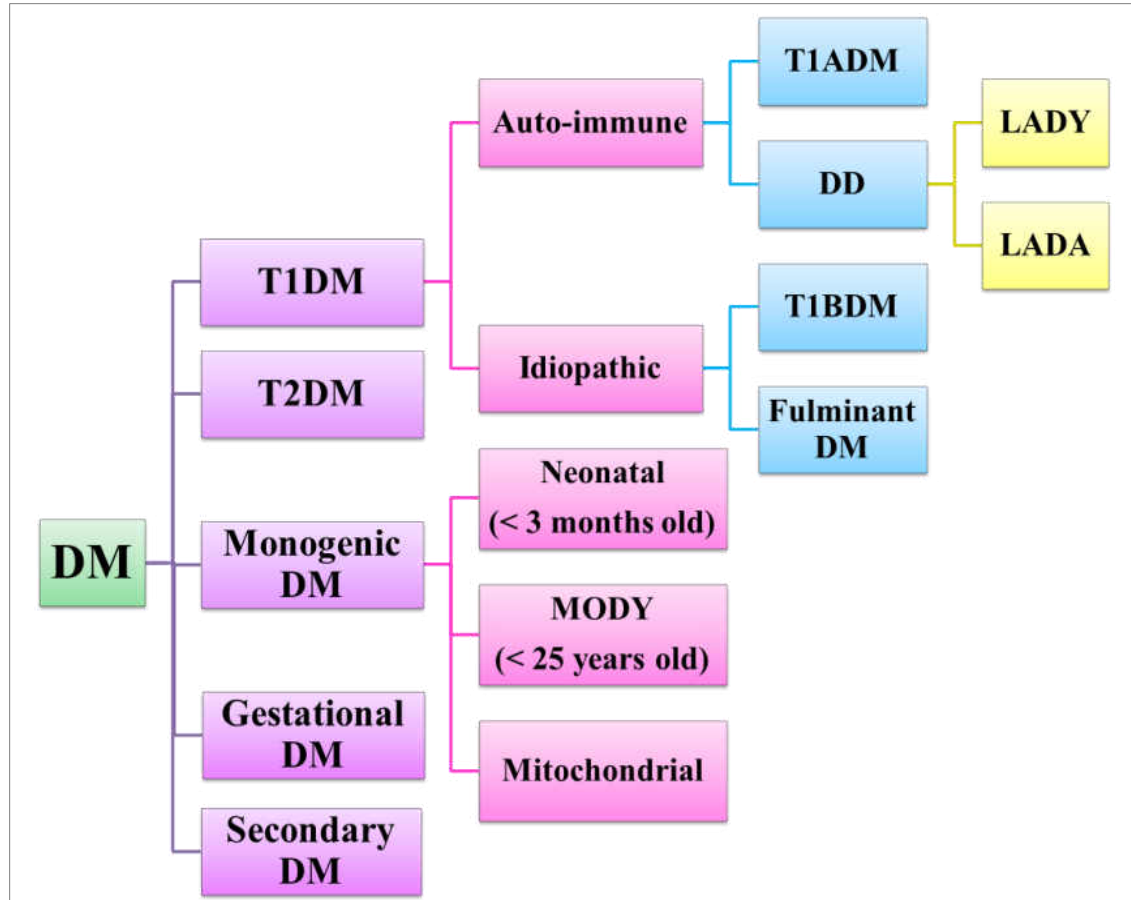 DM
T1DM
T2DM
Monogenic
DM
Gestational
DM
Secondary
DM
Auto-immune
Idiopathic
Neonatal
(< 3 months old)
MODY
(< 25 years old)
Mitochondrial
T1ADM
DD
T1BDM
Fulminant
DM
LADY
LADA